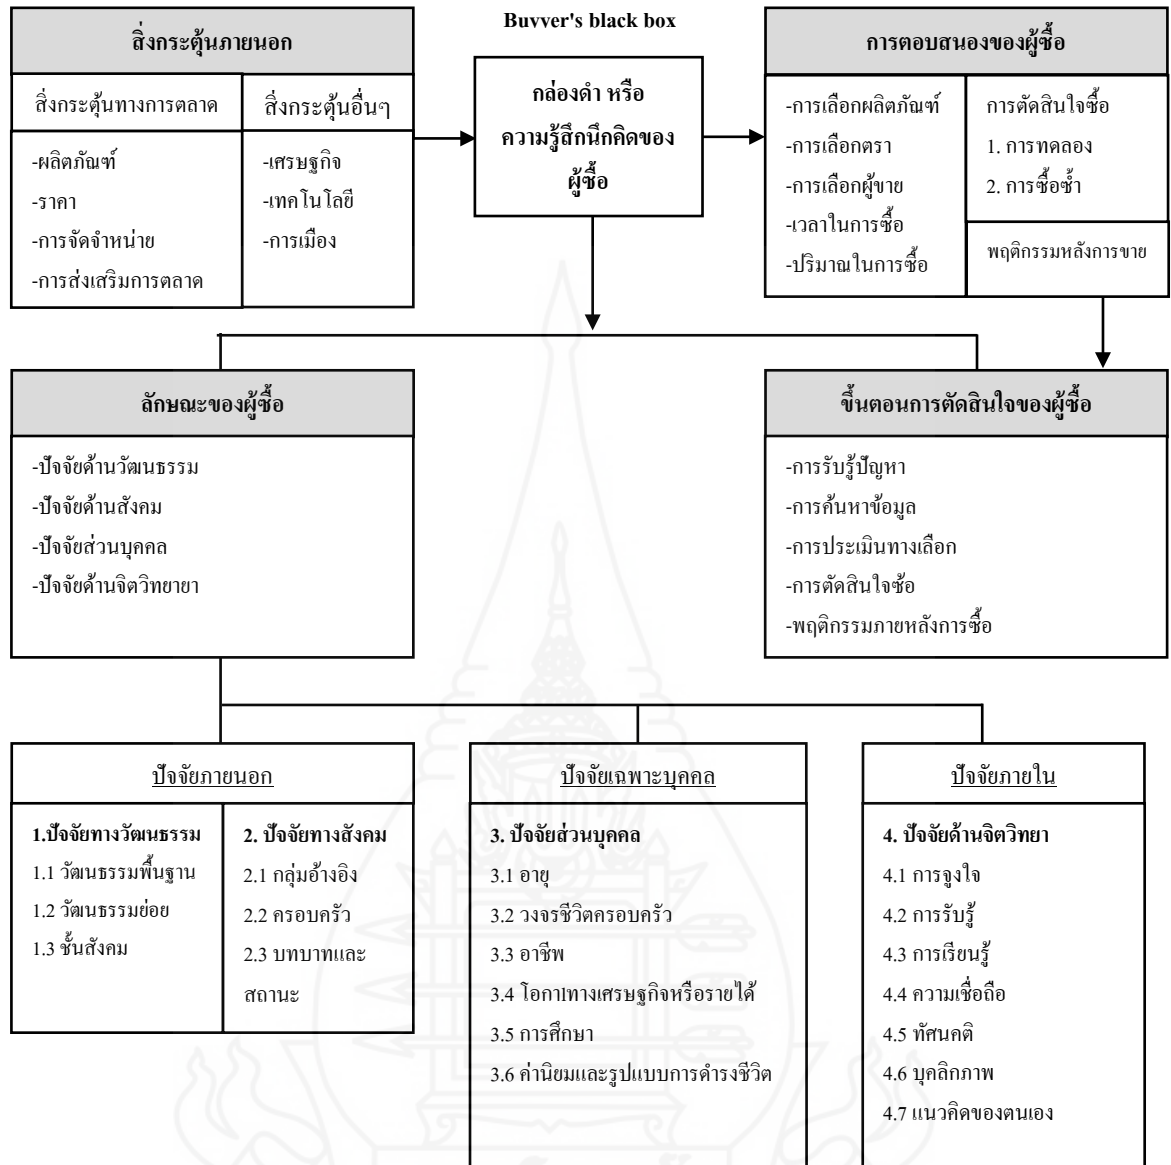 Buvver's black box
สิ่งกระตุ้นภายนอก
สิ่งกระตุ้นทางการตลาด
-ผลิตภัณฑ์
-ราคา
-การจัดจำหน่าย
-การส่งเสริมการตลาด
สิ่งกระตุ้นอื่นๆ
-เศรษฐกิจ
-เทคโนโลยี
-การเมือง
กล่องดำ หรือ
ความรู้สึกนึกคิดของ
ผู้ซื้อ
การตอบสนองของผู้ซื้อ
-การเลือกผลิตภัณฑ์
-การเลือกตรา
-การเลือกผู้ขาย
-เวลาในการซื้อ
-ปริมาณในการซื้อ
การตัดสินใจซื้อ
1. การทดลอง
2. การซื้อซ้ำ
พฤติกรรมหลังการขาย
ลักษณะของผู้ซื้อ
-ปัจจัยด้านวัฒนธรรม
-ปัจจัยด้านสังคม
-ปัจจัยส่วนบุคคล
-ปัจจัยด้านจิตวิทยายา
ขึ้นตอนการตัดสินใจของผู้ซื้อ
-การรับรู้ปัญหา
-การค้นหาข้อมูล
-การประเมินทางเลือก
-การตัดสินใจซ้อ
-พฤติกรรมภายหลังการซื้อ
ปัจจัยภายนอก
1.ปัจจัยทางวัฒนธรรม
1.1 วัฒนธรรมพื้นฐาน
1.2 วัฒนธรรมย่อย
1.3 ชั้นสังคม
2. ปัจจัยทางสังคม
2.1 กลุ่มอ้างอิง
2.2 ครอบครัว
2.3 บทบาทและ
สถานะ
ปัจจัยเฉพาะบุคคล
3. ปัจจัยส่วนบุคคล
3.1 อายุ
3.2 วงจรชีวิตครอบครัว
3.3 อาชีพ
3.4 โอกา1ทางเศรษฐกิจหรือรายได้
3.5 การศึกษา
3.6 ค่านิยมและรูปแบบการดำรงชีวิต
ปัจจัยภายใน
4. ปัจจัยด้านจิตวิทยา
4.1 การจูงใจ
4.2 การรับรู้
4.3 การเรียนรู้
4.4 ความเชื่อถือ
4.5 ทัศนคติ
4.6 บุคลิกภาพ
4.7 แนวคิดของตนเอง